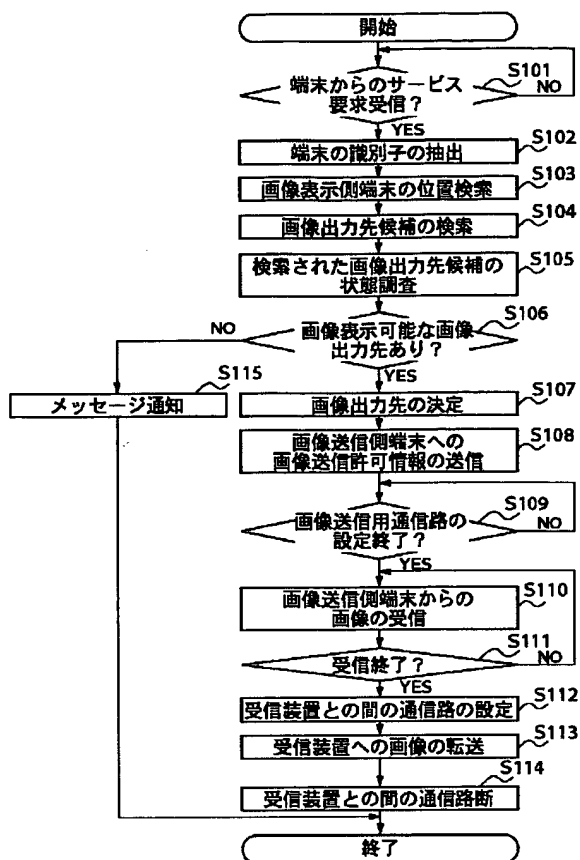 開始
端末からのサービス
要求受信？
S101
NO
YES
端末の識別子の抽出
S102
画像表示側端末の位置検索
S103
画像出力先候補の検索
S104
検索された画像出力先候補の
状態調査
S105
NO
画像表示可能な画像
出力先あり？
S106
YES
メッセージ通知
S115
画像出力先の決定
S107
画像送信側端末への
画像送信許可情報の送信
S108
画像送信用通信路の
設定終了？
S109
NO
YES
画像送信側端末からの
画像の受信
S110
受信終了？
S111
NO
YES
受信装置との間の通信路の設定
S112
受信装置への画像の転送
S113
受信装置との間の通信路断
S114
終了